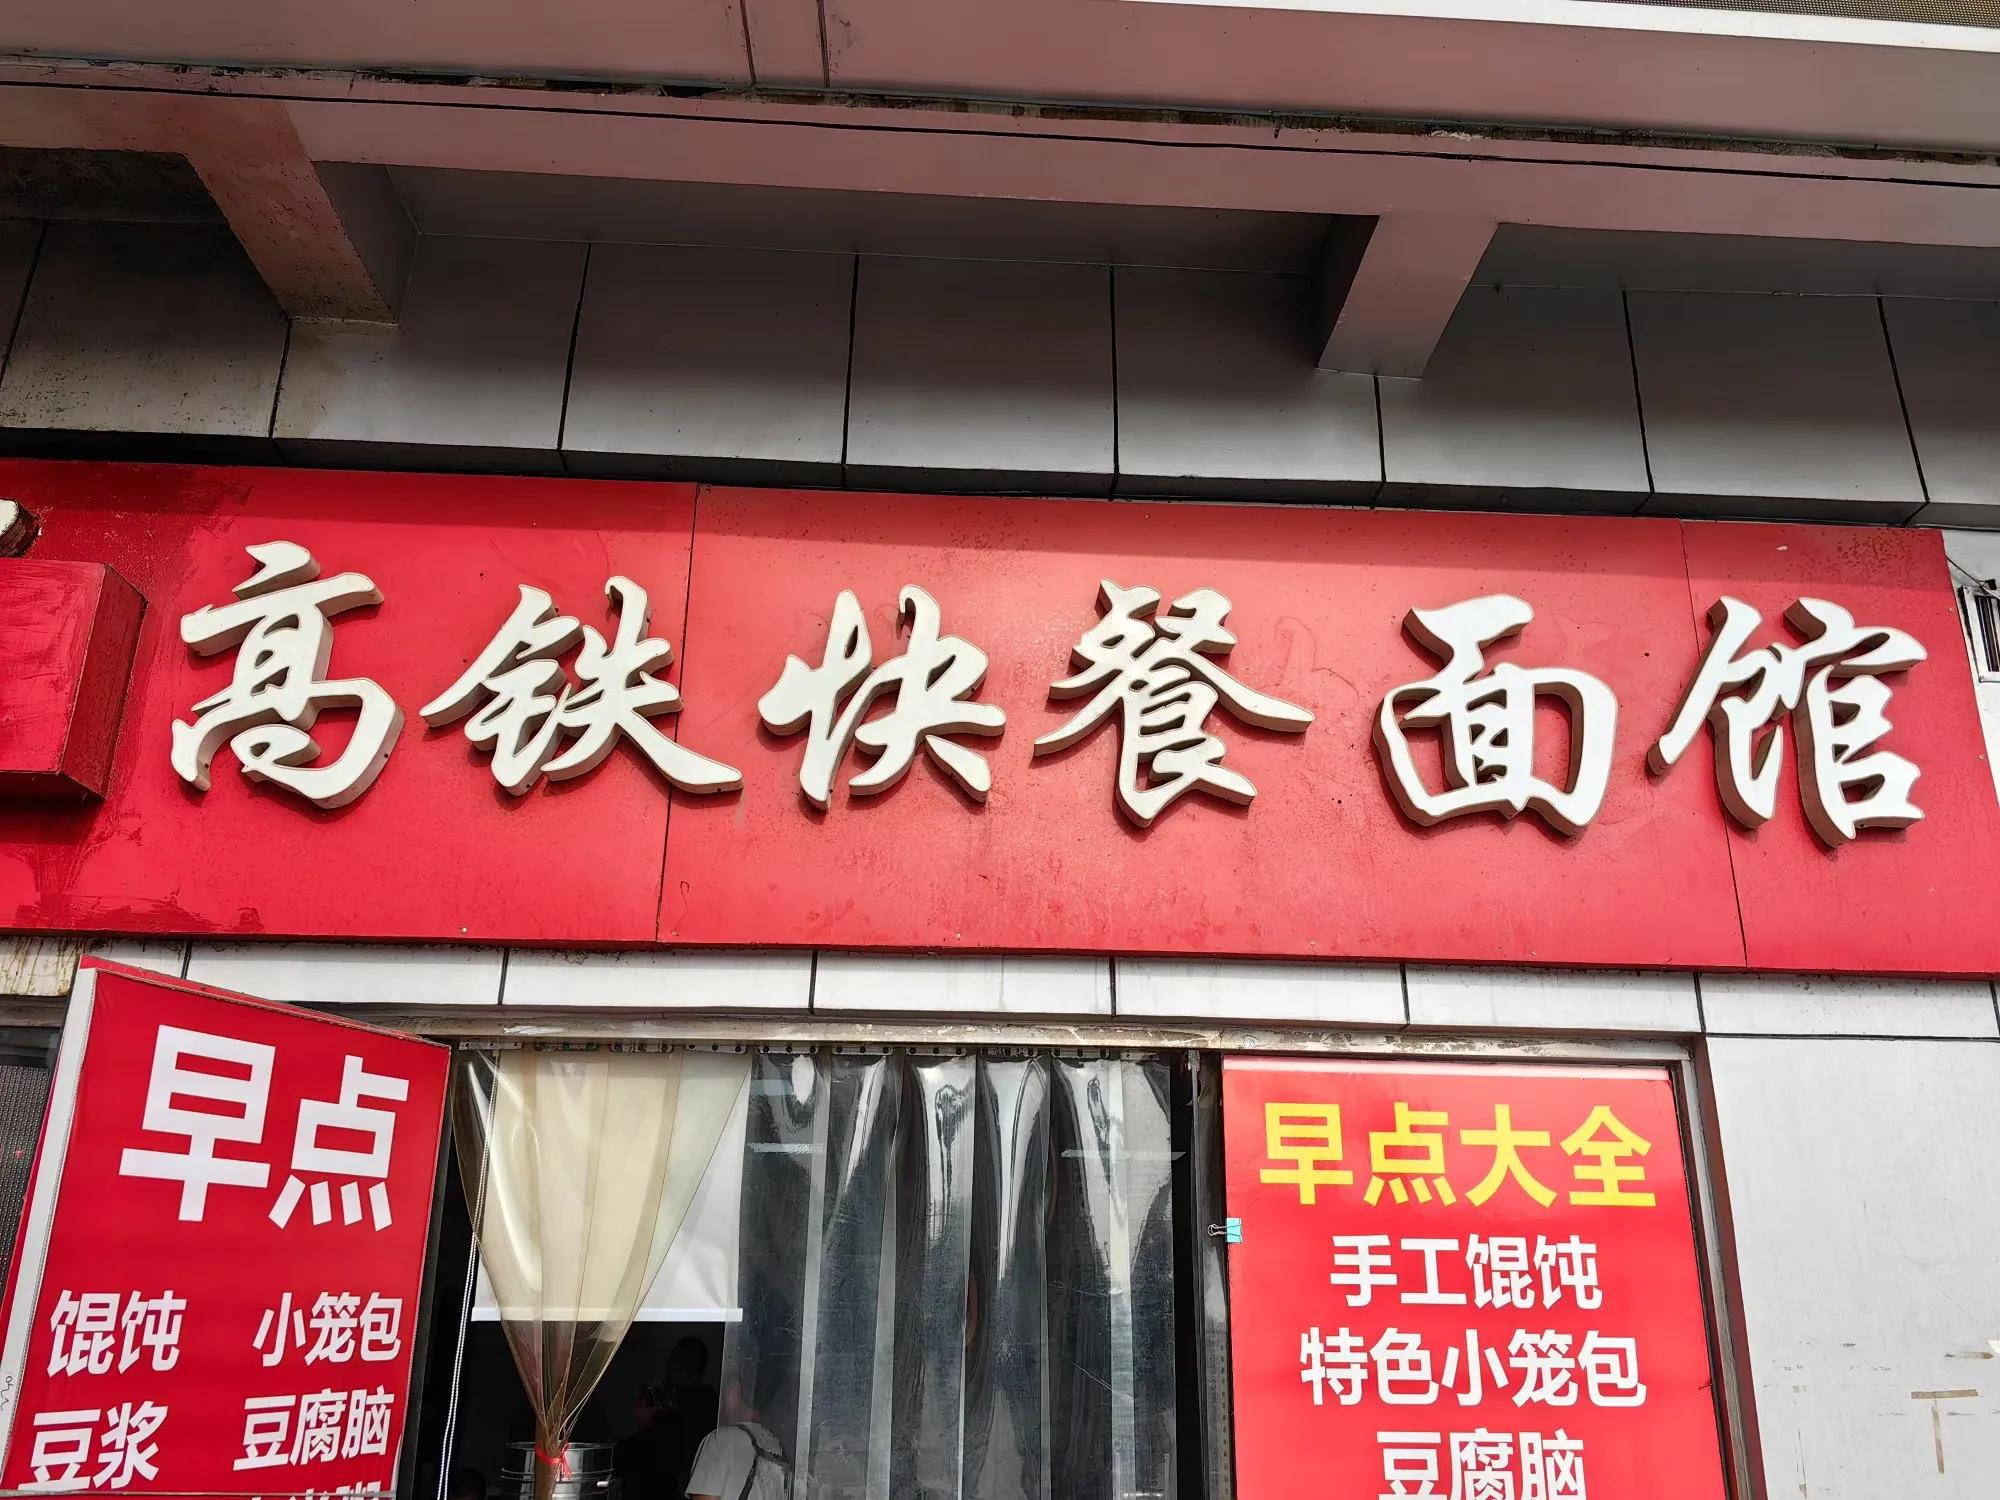 高铁快餐面馆
早点
馄饨 小笼包
豆浆 豆腐脑
早点大全
手工馄饨
特色小笼包
豆腐脑